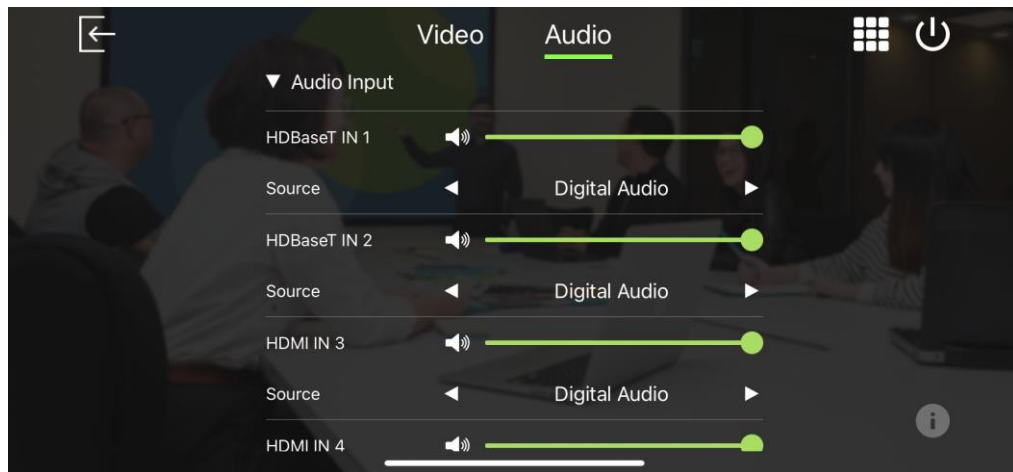 Video Audio
▼ Audio Input
HDBaseT IN 1
Source ◀ Digital Audio ▶
HDBaseT IN 2
Source ◀ Digital Audio ▶
HDMI IN 3
Source ◀ Digital Audio ▶
HDMI IN 4